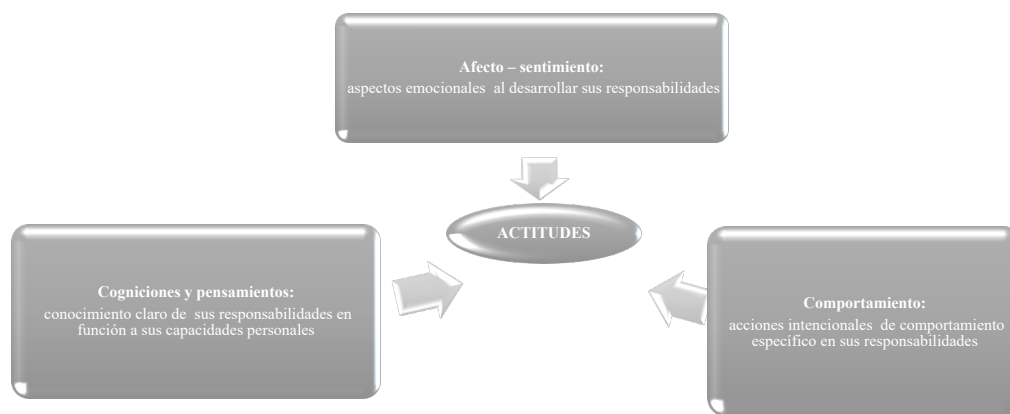 Afecto – sentimiento:
aspectos emocionales al desarrollar sus responsabilidades
ACTITUDES
Cogniciones y pensamientos:
conocimiento claro de sus responsabilidades en
función a sus capacidades personales
Comportamiento:
acciones intencionales de comportamiento
específico en sus responsabilidades